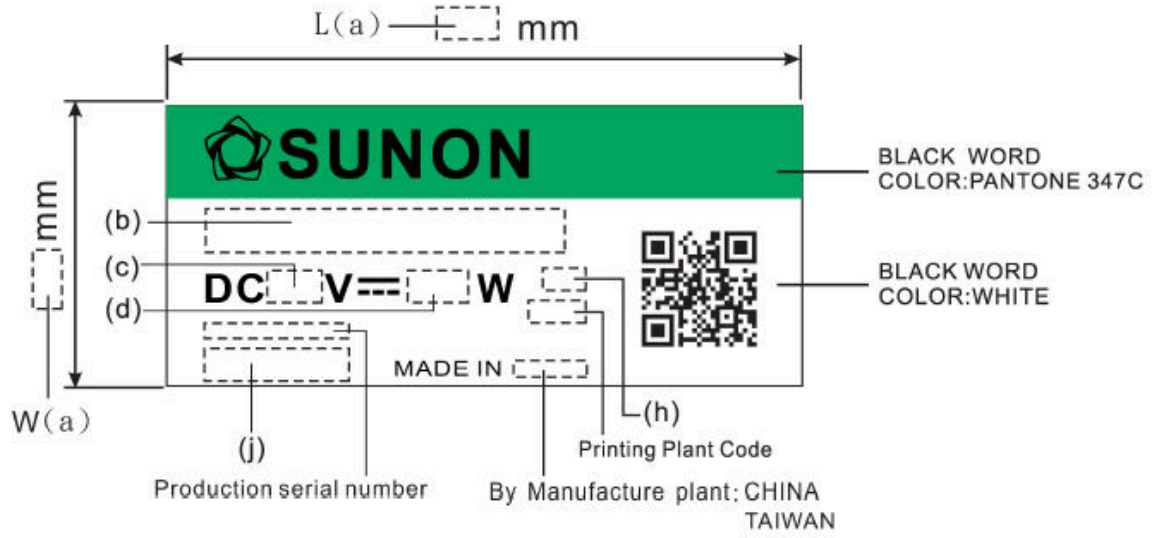 L(a)
mm
SUNON
BLACK WORD
COLOR:PANTONE 347C
mm
(b)
(c)
DC V W
(d)
BLACK WORD
COLOR:WHITE
MADE IN
W(a)
(j)
(h)
Printing Plant Code
Production serial number
By Manufacture plant: CHINA
TAIWAN